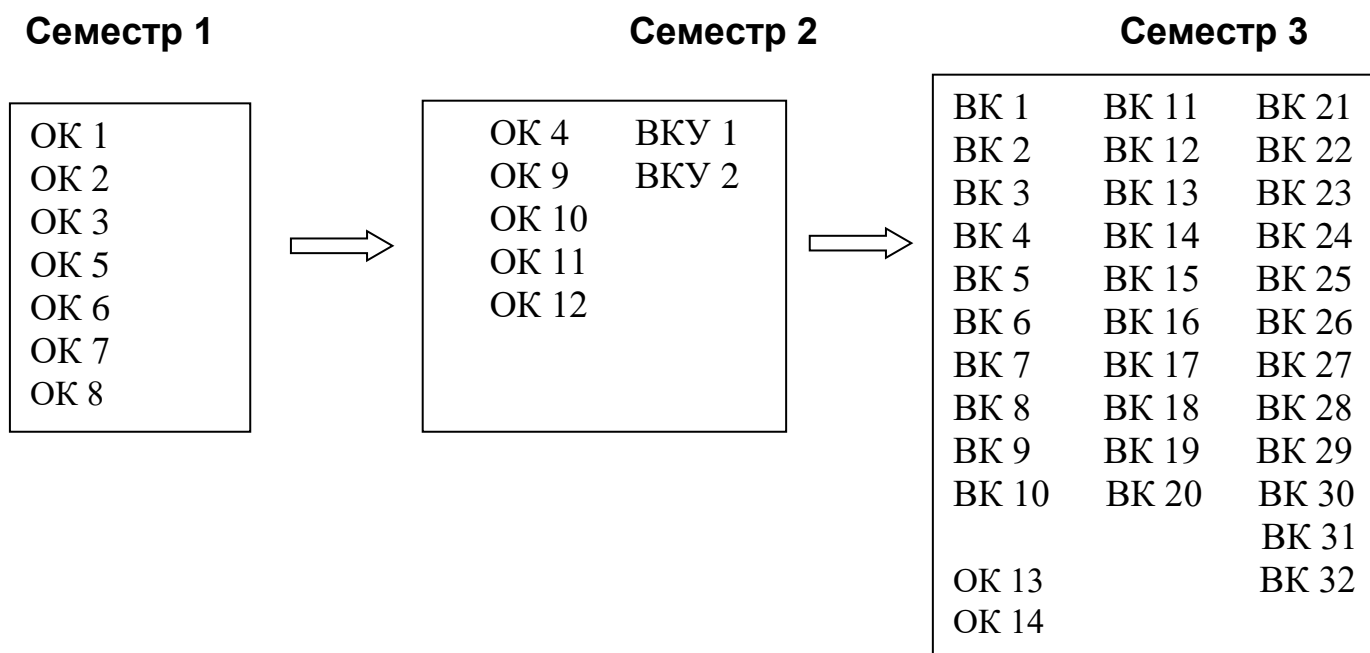 Семестр 1 Семестр 2 Семестр 3
ОК 1
ОК 2
ОК 3
ОК 5
ОК 6
ОК 7
ОК 8
ОК 4 ВКУ 1
ОК 9 ВКУ 2
ОК 10
ОК 11
ОК 12
ВК 1 ВК 11 ВК 21
ВК 2 ВК 12 ВК 22
ВК 3 ВК 13 ВК 23
ВК 4 ВК 14 ВК 24
ВК 5 ВК 15 ВК 25
ВК 6 ВК 16 ВК 26
ВК 7 ВК 17 ВК 27
ВК 8 ВК 18 ВК 28
ВК 9 ВК 19 ВК 29
ВК 10 ВК 20 ВК 30
ВК 31
ОК 13 ВК 32
ОК 14